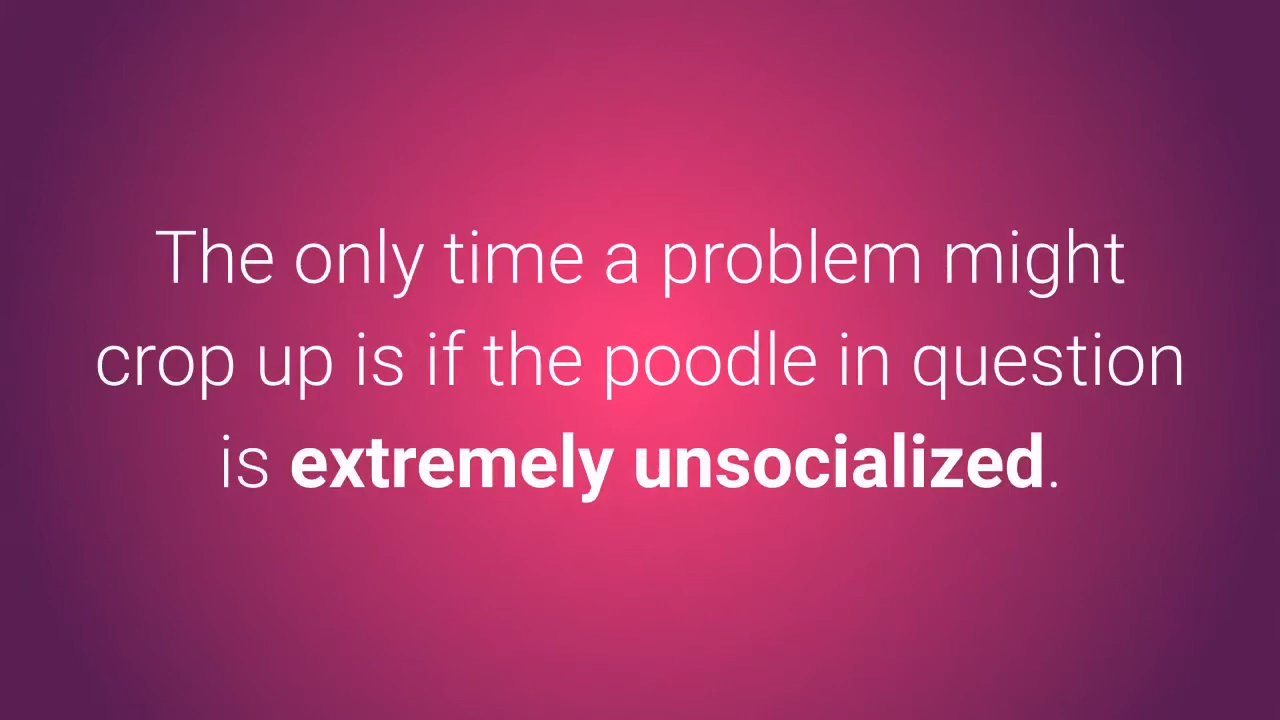 The only time a problem might
crop up is if the poodle in question
is extremely unsocialized.